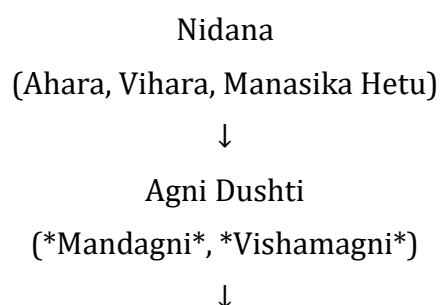 Nidana
(Ahara, Vihara, Manasika Hetu)
↓
Agni Dushti
(*Mandagni*, *Vishamagni*)
↓